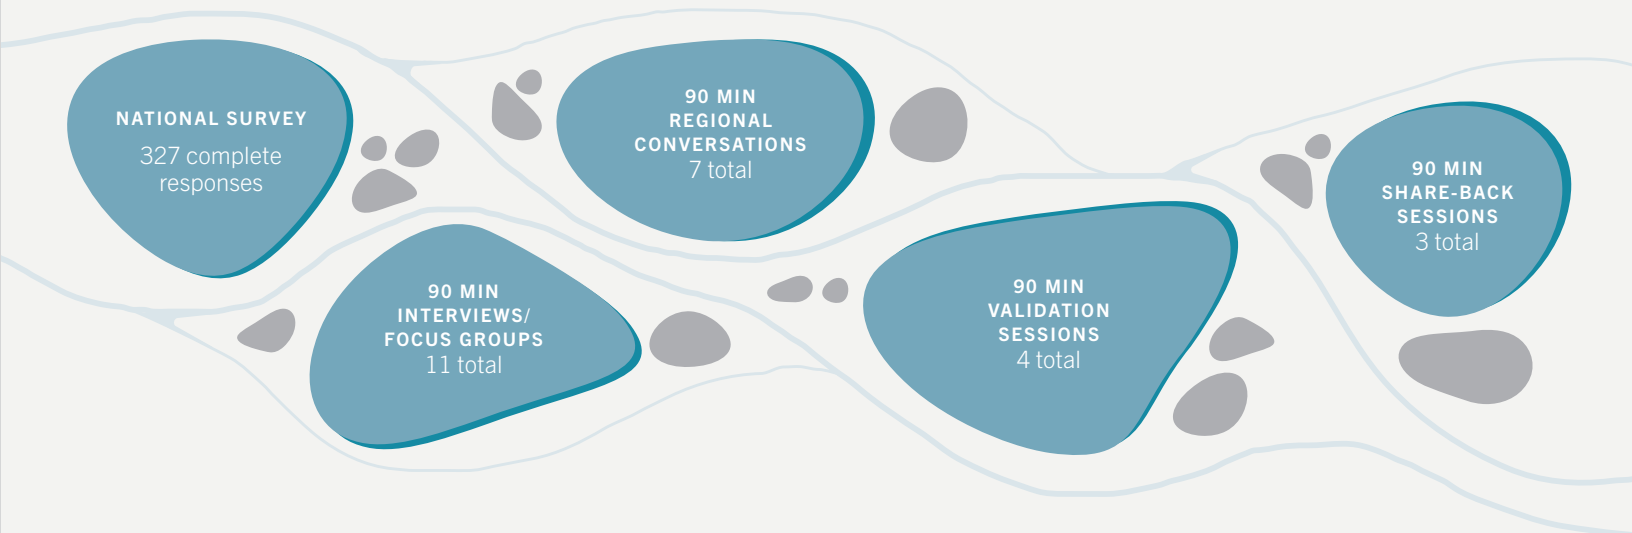 NATIONAL SURVEY
327 complete
responses
90 MIN
INTERVIEWS/
FOCUS GROUPS
11 total
90 MIN
REGIONAL
CONVERSATIONS
7 total
90 MIN
VALIDATION
SESSIONS
4 total
90 MIN
SHARE-BACK
SESSIONS
3 total